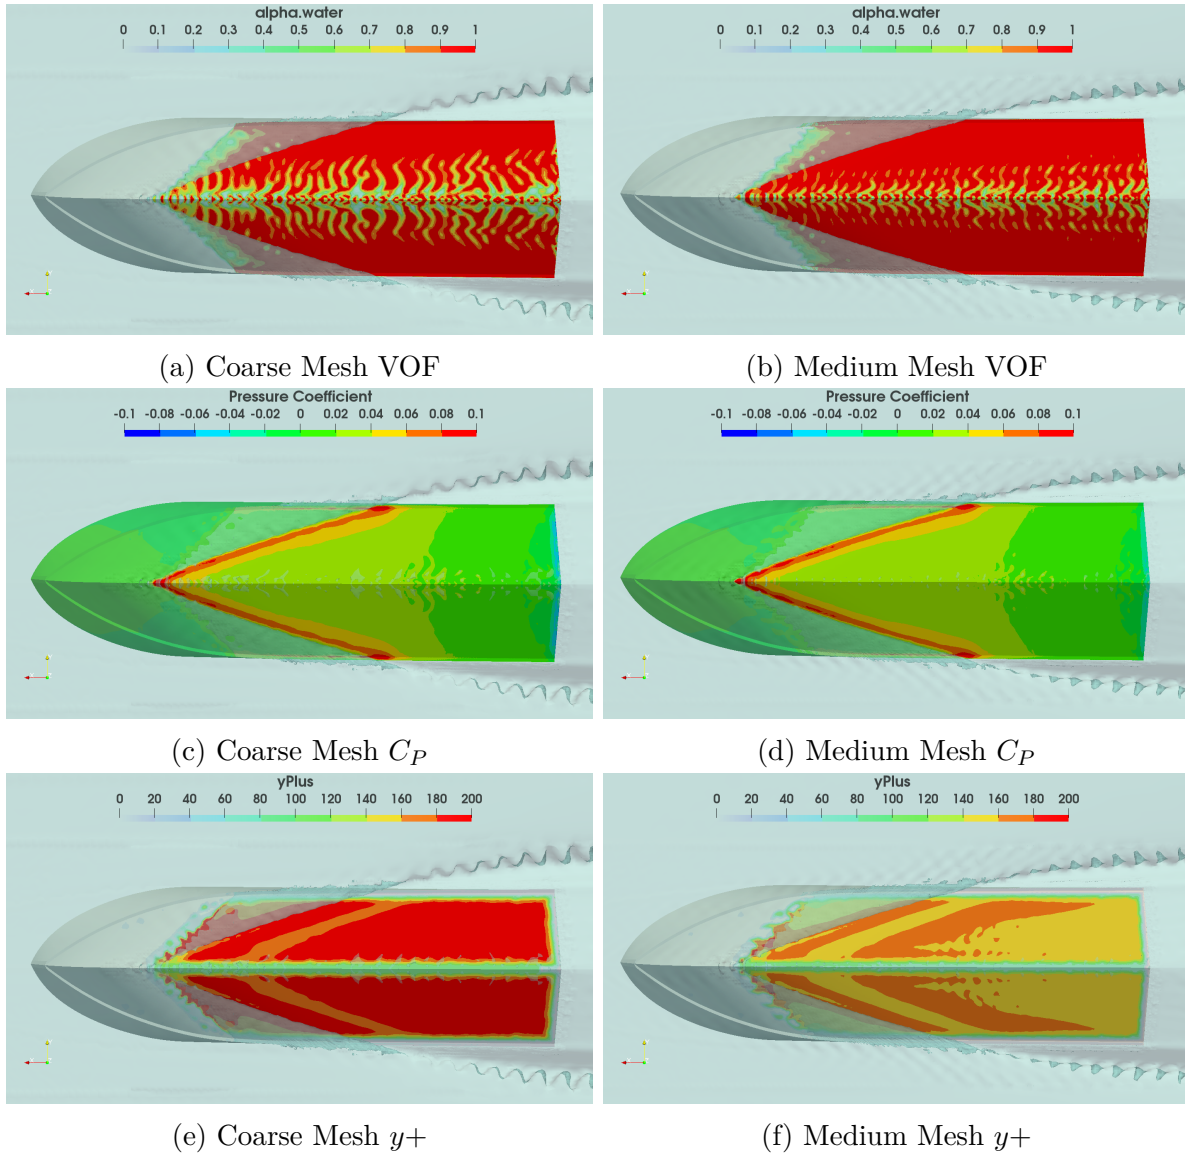 alpha.water
0 0.1 0.2 0.3 0.4 0.5 0.6 0.7 0.8 0.9 1
alpha.water
0 0.1 0.2 0.3 0.4 0.5 0.6 0.7 0.8 0.9 1
(a) Coarse Mesh VOF
(b) Medium Mesh VOF
Pressure Coefficient
-0.1 -0.08 -0.06 -0.04 -0.02 0 0.02 0.04 0.06 0.08 0.1
Pressure Coefficient
-0.1 -0.08 -0.06 -0.04 -0.02 0 0.02 0.04 0.06 0.08 0.1
(c) Coarse Mesh C_P
(d) Medium Mesh C_P
yPlus
0 20 40 60 80 100 120 140 160 180 200
yPlus
0 20 40 60 80 100 120 140 160 180 200
(e) Coarse Mesh y+
(f) Medium Mesh y+